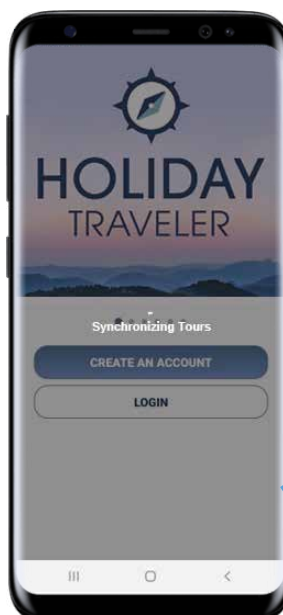 HOLIDAY
TRAVELER
Synchronizing Tours
CREATE AN ACCOUNT
LOGIN